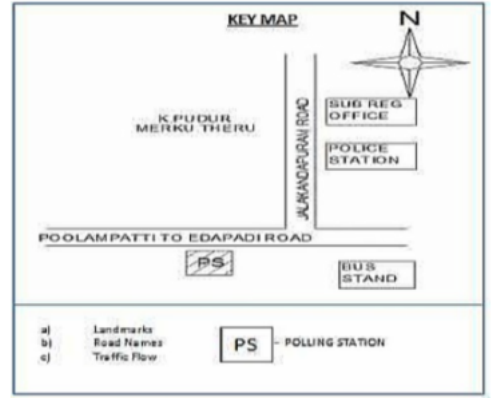 KEY MAP
N
K.PUDUR
MERKU THERU
JALAKANDAPURAM ROAD
SUB REG
OFFICE
POLICE
STATION
POOLAMPATTI TO EDAPADI ROAD
PS
BUS
STAND
a) Landmarks
b) Road Names
c) Traffic Flow
PS - POLLING STATION